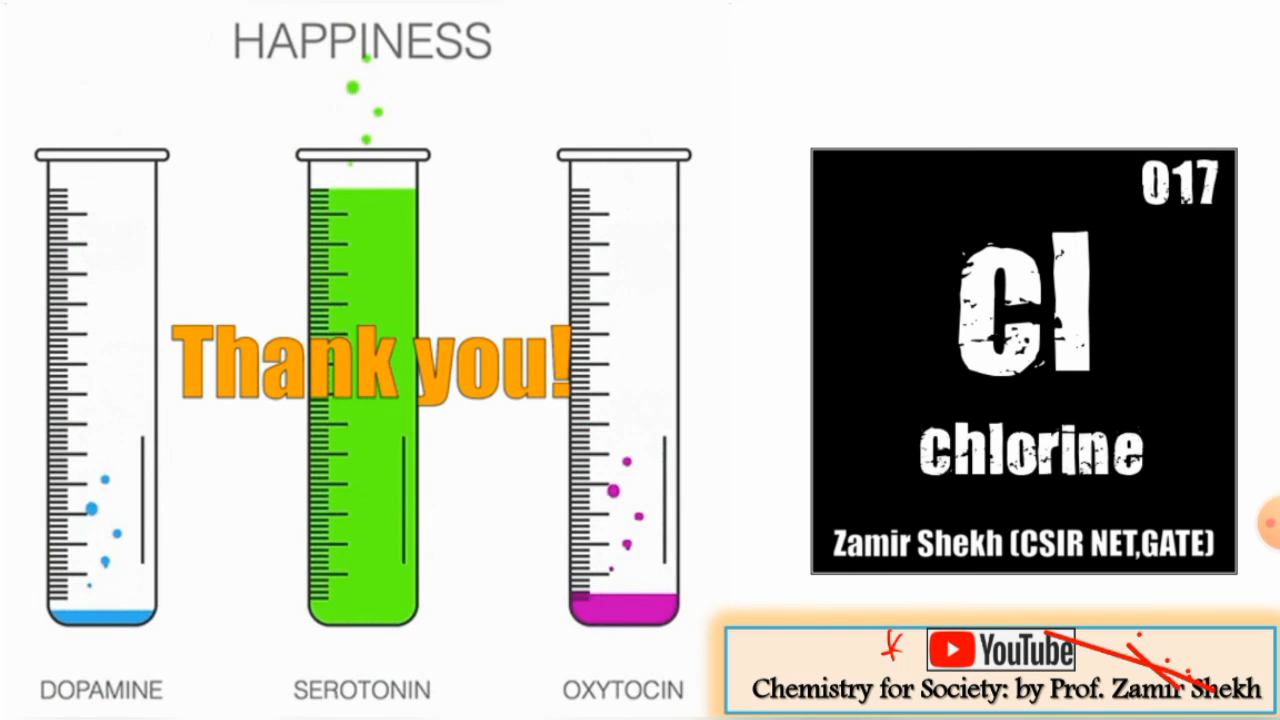 HAPPINESS
Thank you!
DOPAMINE
SEROTONIN
OXYTOCIN
017
Cl
chlorine
Zamir Shekh (CSIR NET,GATE)
YouTube
Chemistry for Society: by Prof. Zamir Shekh